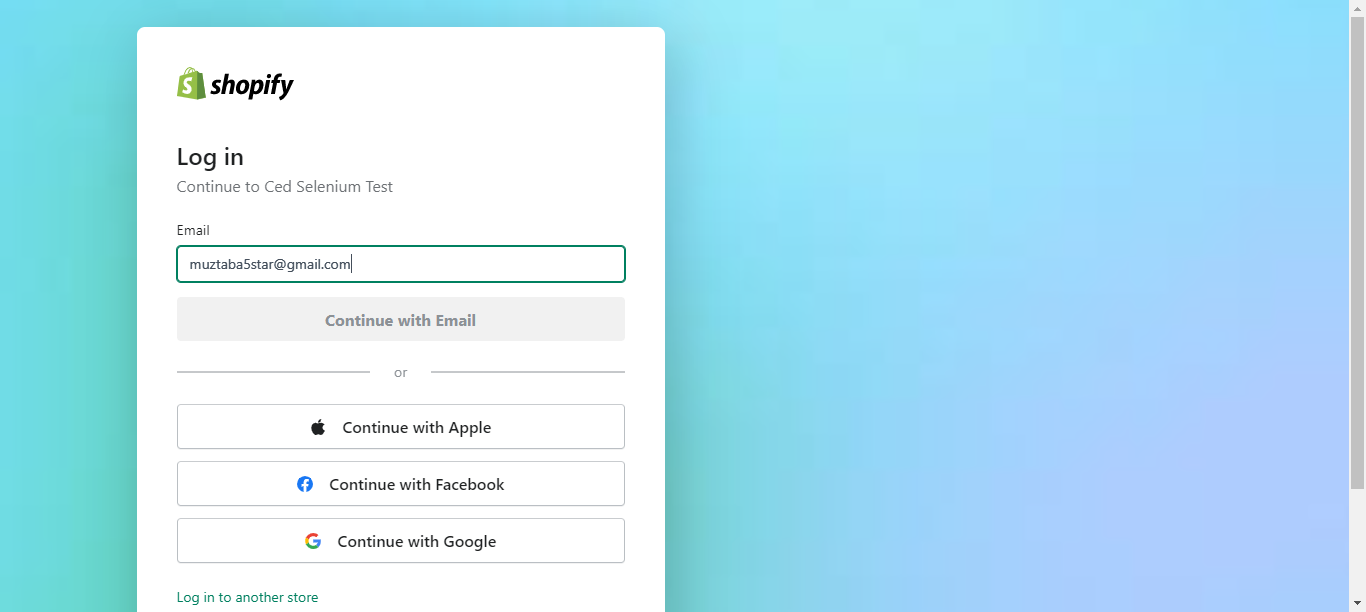 shopify
Log in
Continue to Ced Selenium Test
Email
muztaba5star@gmail.com
Continue with Email
or
Continue with Apple
Continue with Facebook
Continue with Google
Log in to another store